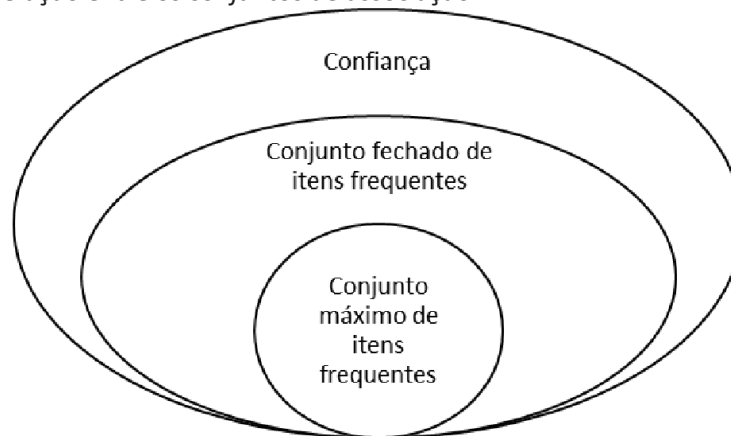 Confiança
Conjunto fechado de
itens frequentes
Conjunto
máximo de
itens
frequentes